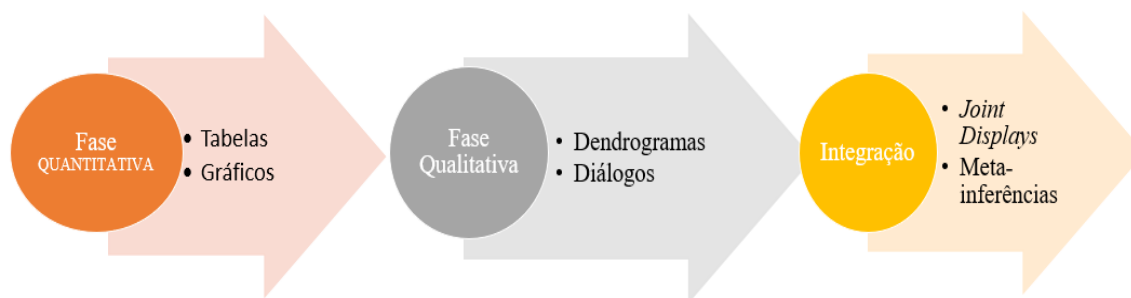 Fase
QUANTITATIVA
• Tabelas
• Gráficos
Fase
Qualitativa
• Dendrogramas
• Diálogos
Integração
• Joint
Displays
• Meta-
inferências